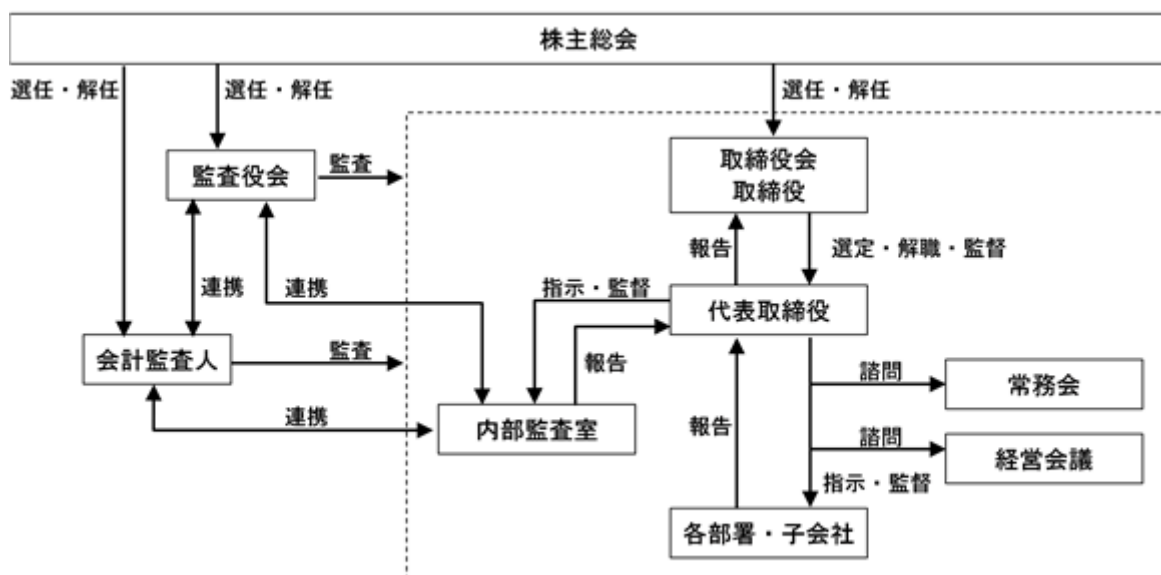 株主総会
選任・解任
選任・解任
選任・解任
監査役会
監査
取締役会
取締役
報告
選定・解職・監督
連携
連携
指示・監督
代表取締役
会計監査人
監査
報告
諮問
常務会
連携
内部監査室
報告
諮問
経営会議
指示・監督
各部署・子会社